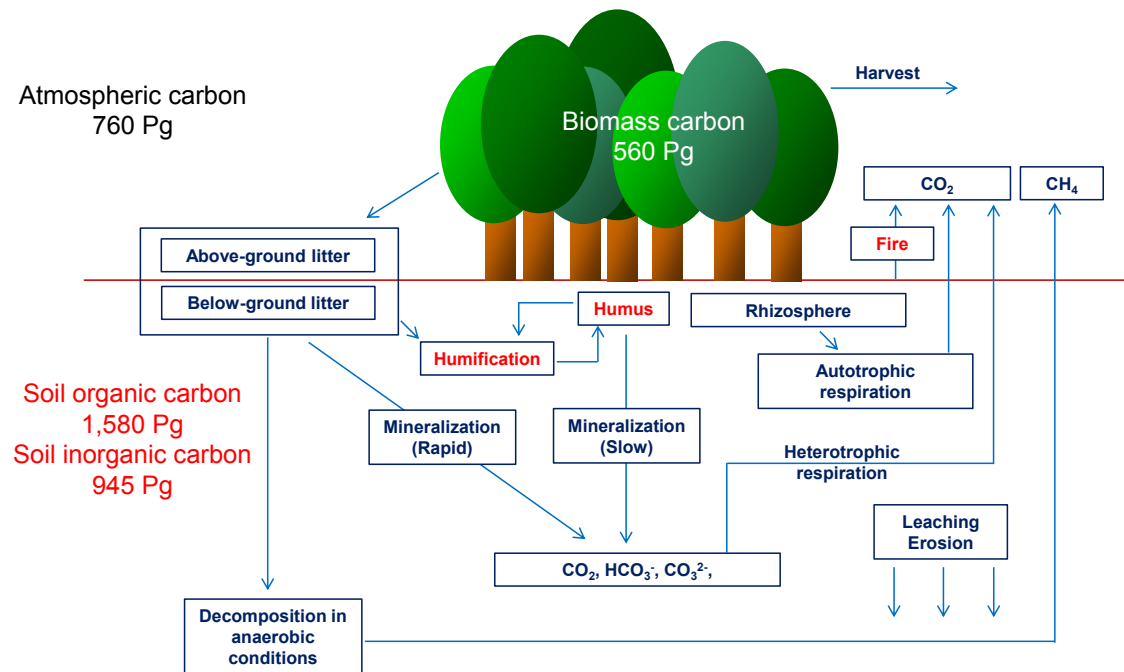 Atmospheric carbon
760 Pg
Biomass carbon
560 Pg
Harvest
CO₂
CH₄
Fire
Above-ground litter
Below-ground litter
Humus
Rhizosphere
Humification
Autotrophic
respiration
Soil organic carbon
1,580 Pg
Soil inorganic carbon
945 Pg
Mineralization
(Rapid)
Mineralization
(Slow)
Heterotrophic
respiration
Leaching
Erosion
CO₂, HCO₃⁻, CO₃²⁻,
Decomposition in
anaerobic
conditions